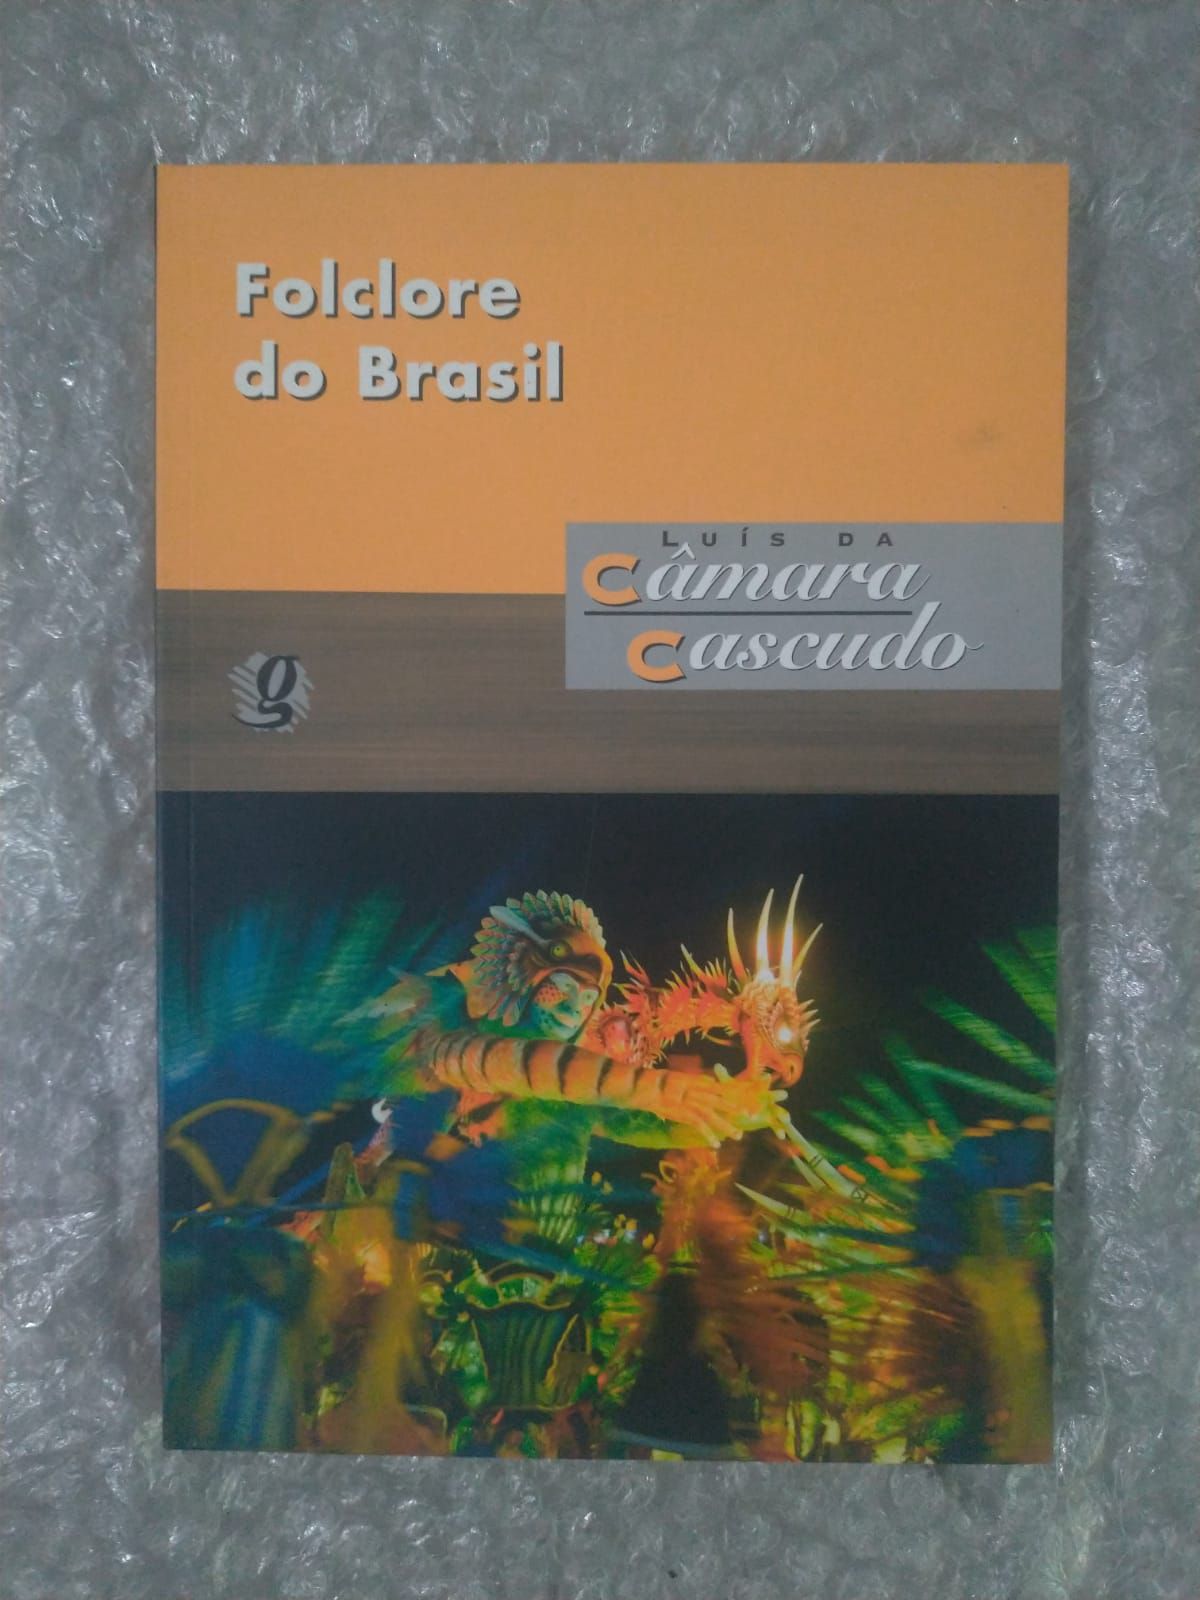 Folclore
do Brasil
LUÍS DA
Câmara
Cascudo
g